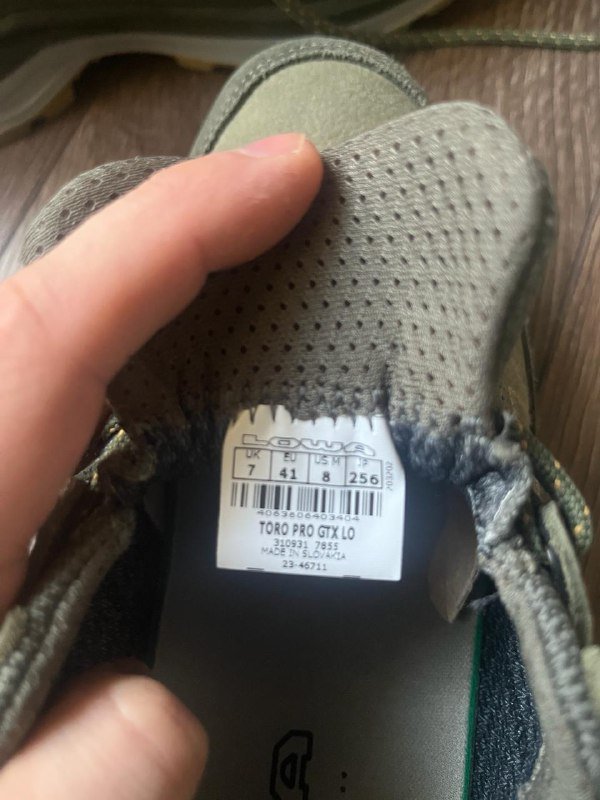 LOWA
UK EU US M JP
7 41 8 256
4063606403404
TORO PRO GTX LO
310931 7855
MADE IN SLOVAKIA
23-46711
703202